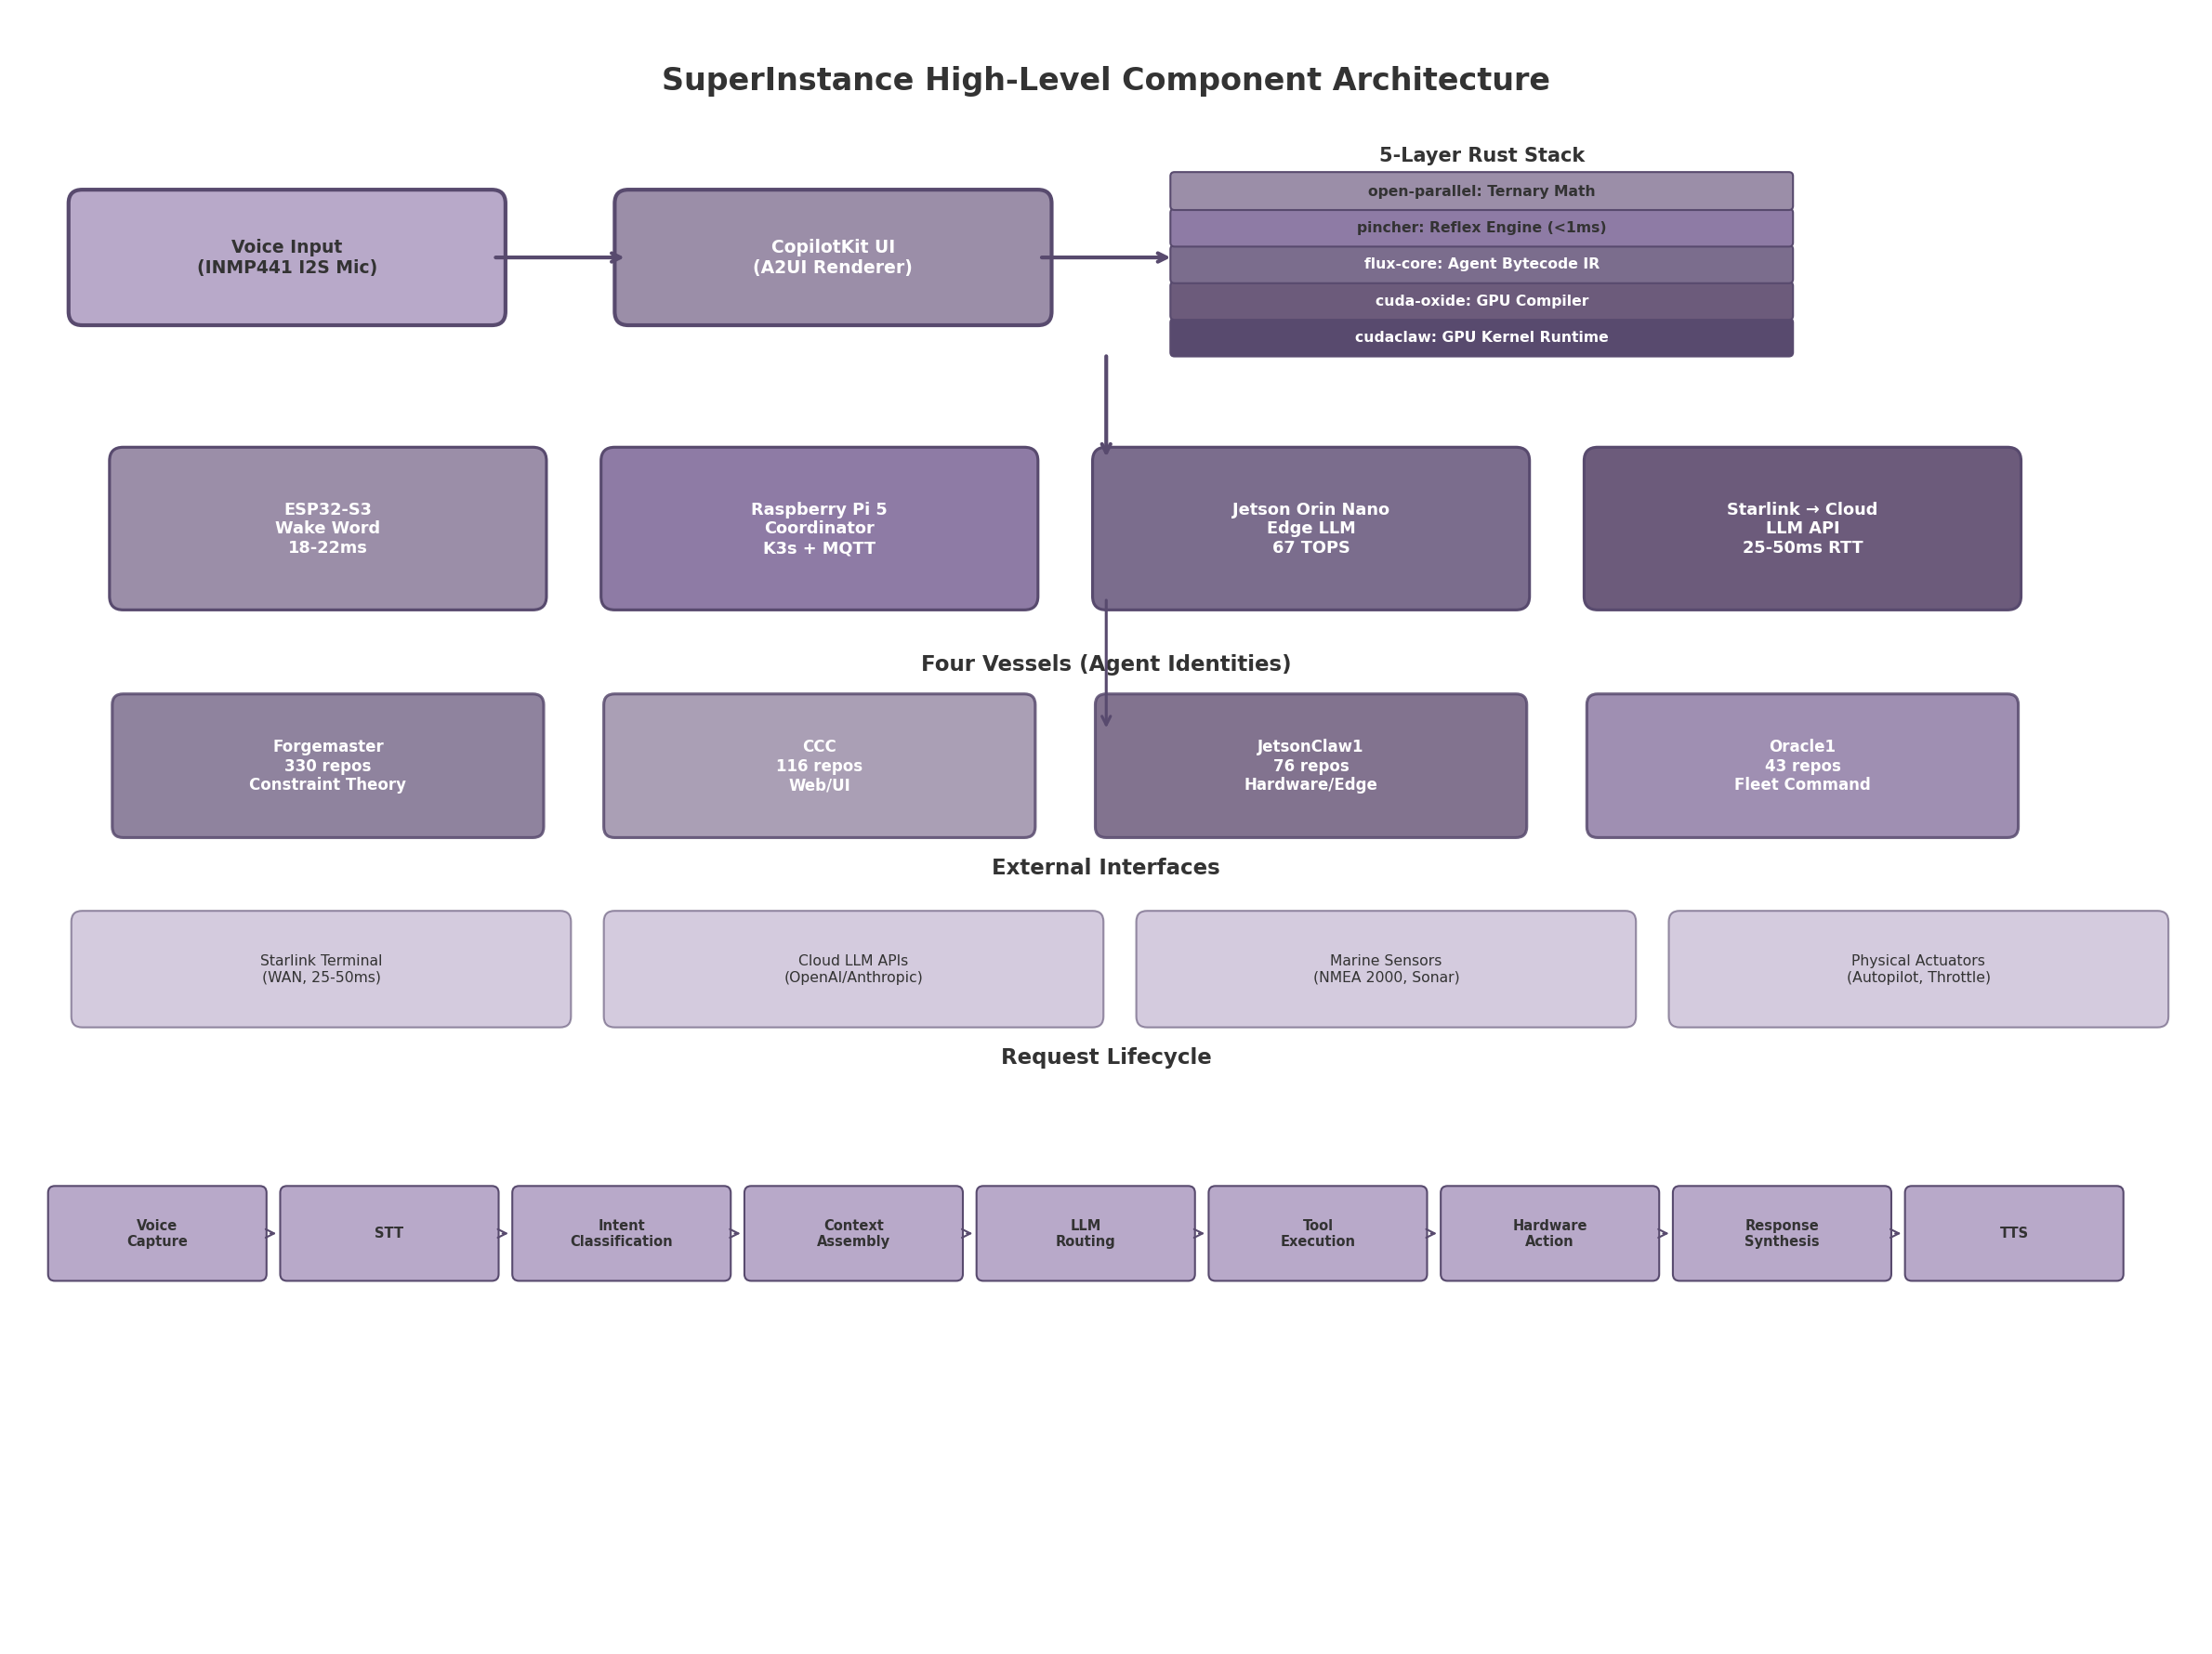 SuperInstance High-Level Component Architecture
5-Layer Rust Stack
Voice Input
(INMP441 I2S Mic)
CopilotKit UI
(A2UI Renderer)
open-parallel: Ternary Math
pincher: Reflex Engine (<1ms)
flux-core: Agent Bytecode IR
cuda-oxide: GPU Compiler
cudaclaw: GPU Kernel Runtime
ESP32-S3
Wake Word
18-22ms
Raspberry Pi 5
Coordinator
K3s + MQTT
Jetson Orin Nano
Edge LLM
67 TOPS
Starlink → Cloud
LLM API
25-50ms RTT
Four Vessels (Agent Identities)
Forgemaster
330 repos
Constraint Theory
CCC
116 repos
Web/UI
JetsonClaw1
76 repos
Hardware/Edge
Oracle1
43 repos
Fleet Command
External Interfaces
Starlink Terminal
(WAN, 25-50ms)
Cloud LLM APIs
(OpenAI/Anthropic)
Marine Sensors
(NMEA 2000, Sonar)
Physical Actuators
(Autopilot, Throttle)
Request Lifecycle
Voice
Capture
STT
Intent
Classification
Context
Assembly
LLM
Routing
Tool
Execution
Hardware
Action
Response
Synthesis
TTS